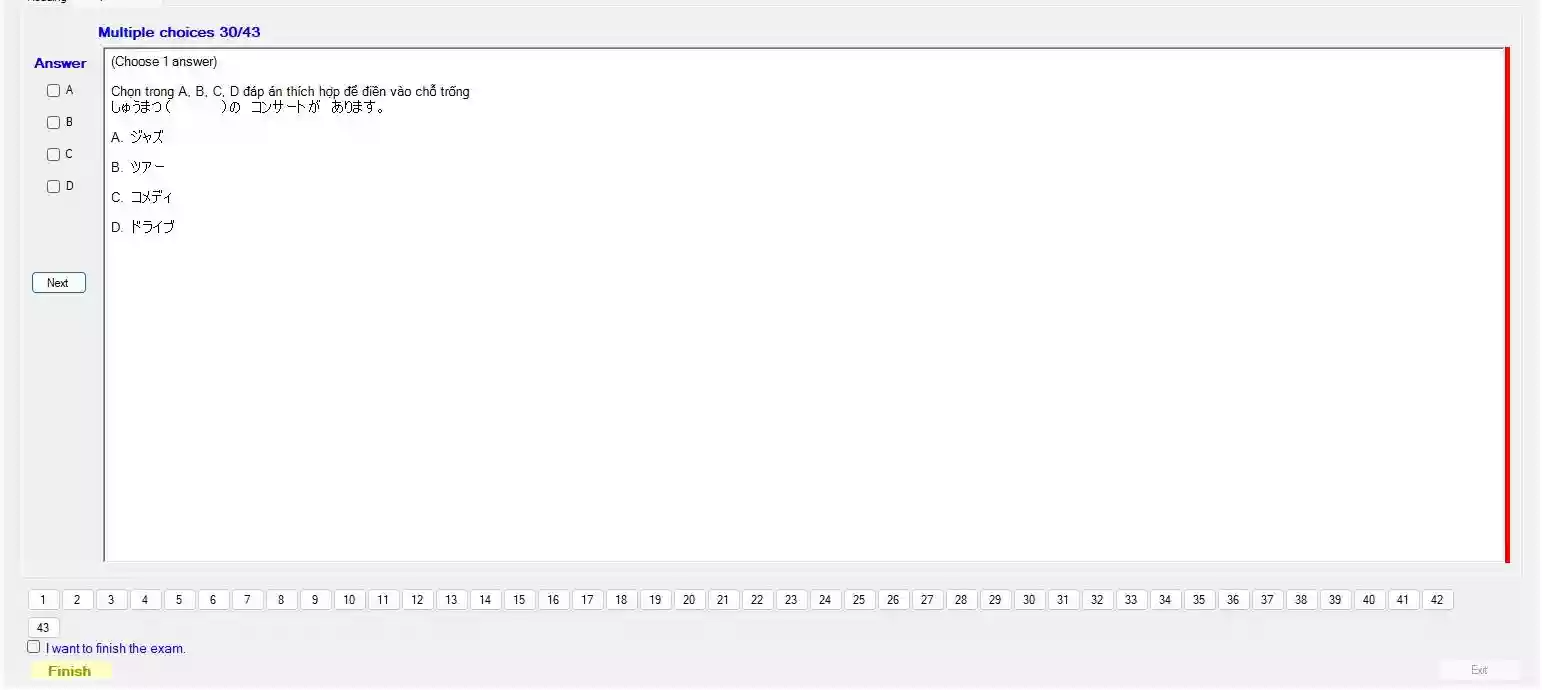 Multiple choices 30/43
Answer
(Choose 1 answer)
A
Chọn trong A, B, C, D đáp án thích hợp để điền vào chỗ trống
しゅうまつ(　　　)の　コンサートが　あります。
B
A. ジャズ
C
B. ツアー
D
C. コメディ
D. ドライブ
Next
1 2 3 4 5 6 7 8 9 10 11 12 13 14 15 16 17 18 19 20 21 22 23 24 25 26 27 28 29 30 31 32 33 34 35 36 37 38 39 40 41 42
43
I want to finish the exam.
Finish
Exit